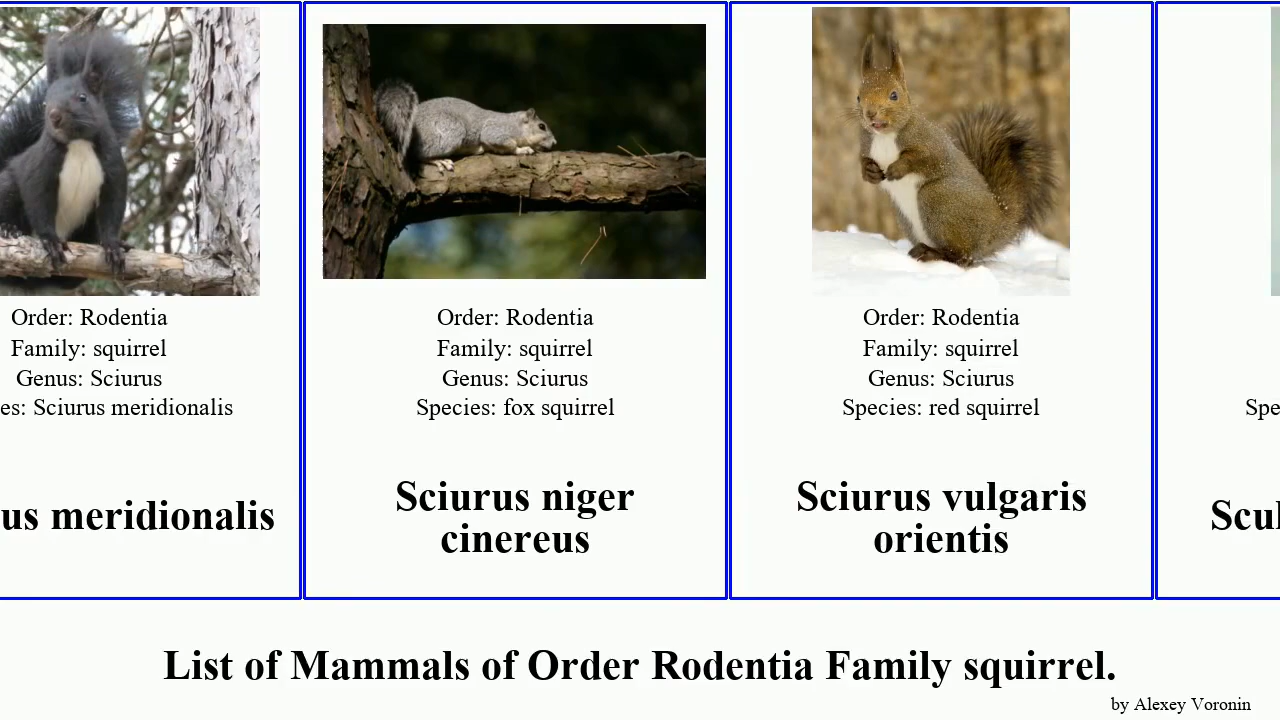 Order: Rodentia
Family: squirrel
Genus: Sciurus
es: Sciurus meridionalis
us meridionalis
Order: Rodentia
Family: squirrel
Genus: Sciurus
Species: fox squirrel
Sciurus niger
cinereus
Order: Rodentia
Family: squirrel
Genus: Sciurus
Species: red squirrel
Sciurus vulgaris
orientis
Spe
Scu
List of Mammals of Order Rodentia Family squirrel.
by Alexey Voronin